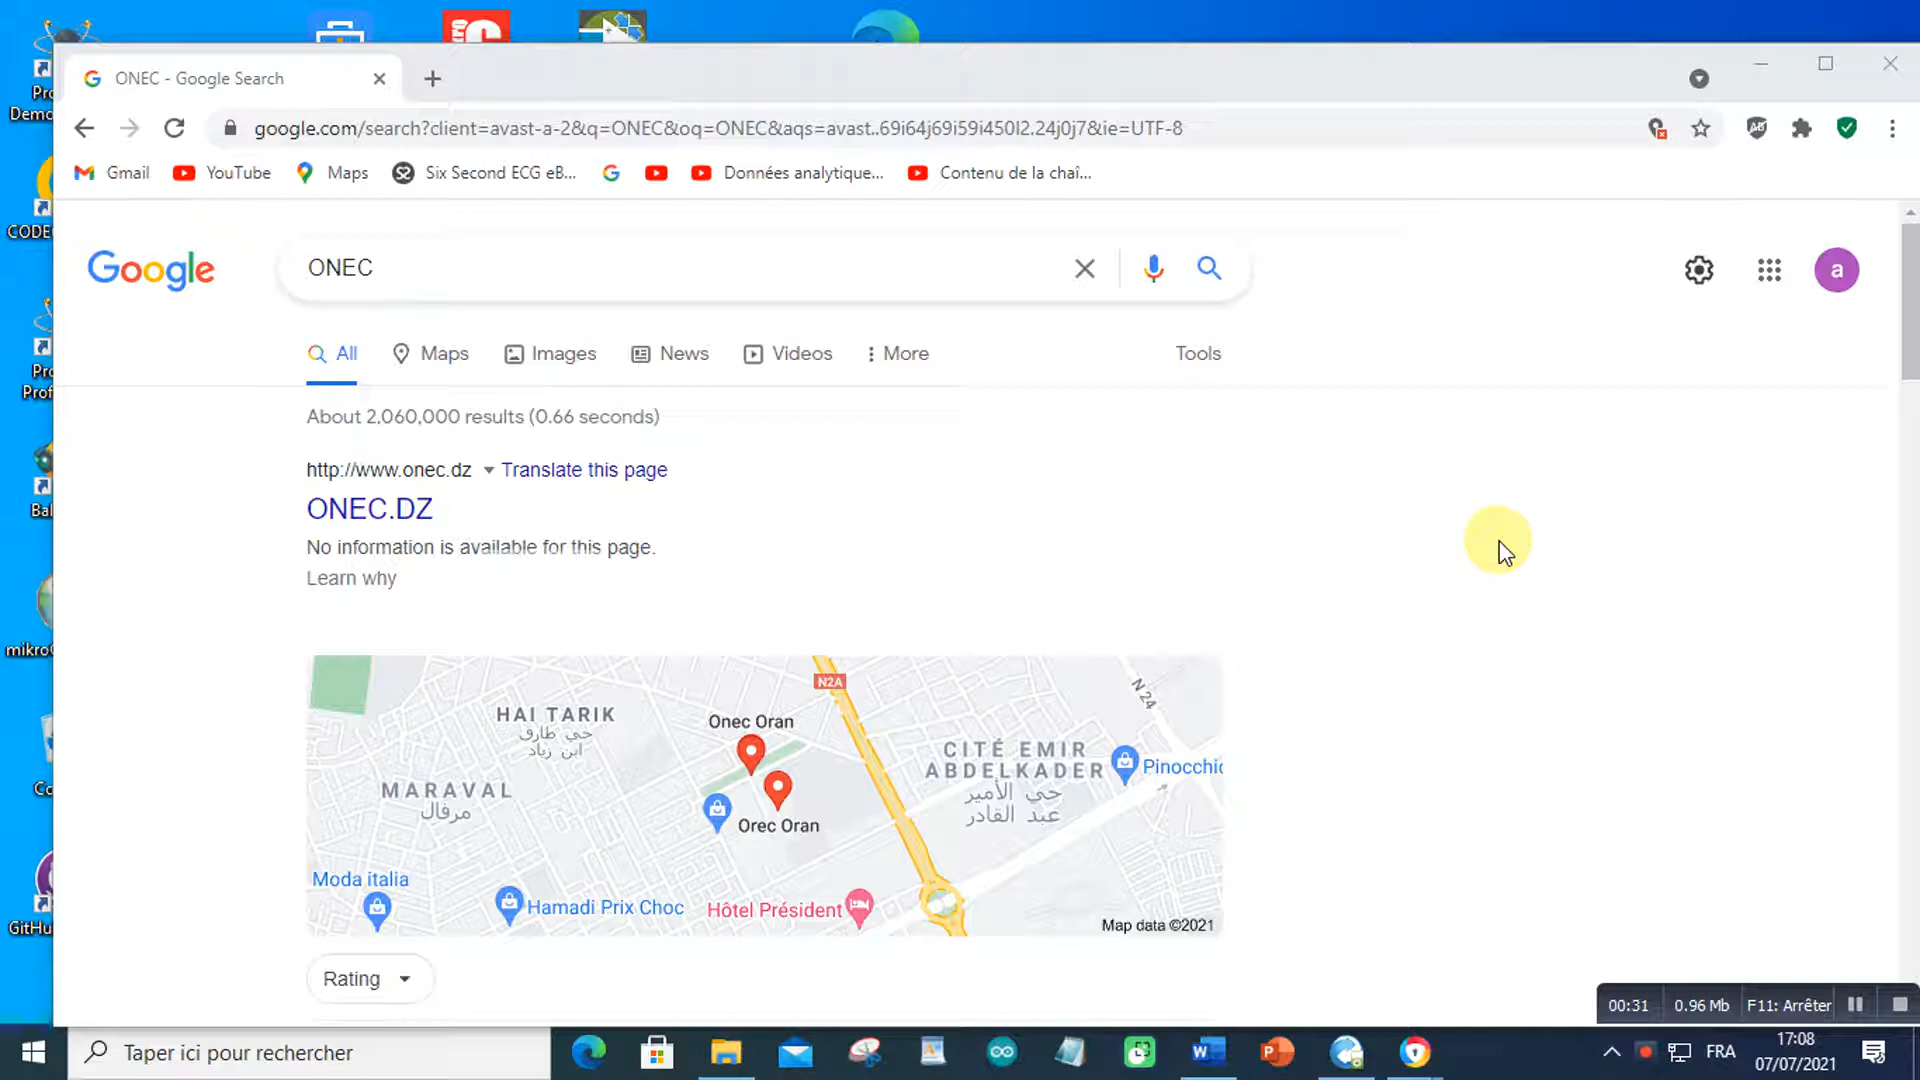 ONEC - Google Search
google.com/search?client=avast-a-2&q=ONEC&oq=ONEC&aqs=avast..69i64j69i59i450l2.24j0j7&ie=UTF-8
Gmail YouTube Maps Six Second ECG eB... Données analytique... Contenu de la chaî...
Google ONEC a
All Maps Images News Videos More Tools
About 2,060,000 results (0.66 seconds)
http://www.onec.dz Translate this page
ONEC.DZ
No information is available for this page.
Learn why
N2A
N 24
HAI TARIK
حي طارق
ابن زياد
Onec Oran
CITÉ EMIR
ABDELKADER
حي الأمير
عبد القادر
Pinocchio
MARAVAL
مرفال
Orec Oran
Moda italia
Hamadi Prix Choc
Hôtel Président
Map data ©2021
Rating
Demo
CODE
Prof
Bal
mikro
GitHu
00:31 0.96 Mb F11: Arrêter
Taper ici pour rechercher
FRA
17:08
07/07/2021